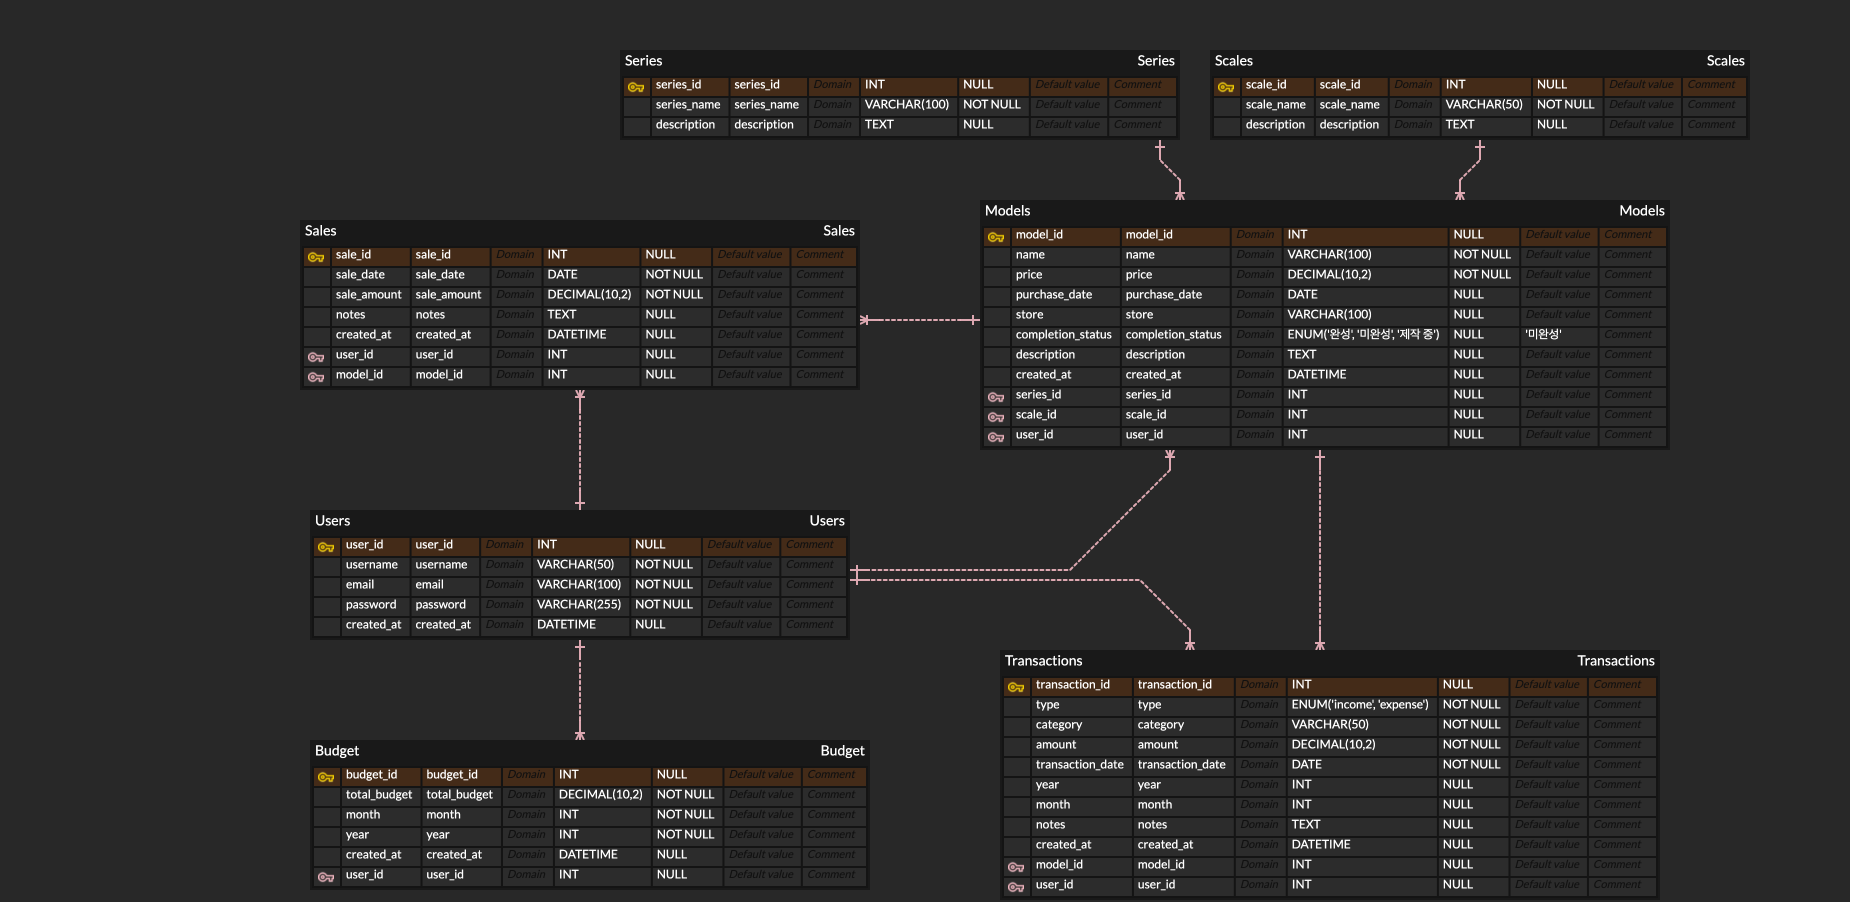 Series Series
series_id series_id Domain INT NULL Default value Comment
series_name series_name Domain VARCHAR(100) NOT NULL Default value Comment
description description Domain TEXT NULL Default value Comment
Scales Scales
scale_id scale_id Domain INT NULL Default value Comment
scale_name scale_name Domain VARCHAR(50) NOT NULL Default value Comment
description description Domain TEXT NULL Default value Comment
Sales Sales
sale_id sale_id Domain INT NULL Default value Comment
sale_date sale_date Domain DATE NOT NULL Default value Comment
sale_amount sale_amount Domain DECIMAL(10,2) NOT NULL Default value Comment
notes notes Domain TEXT NULL Default value Comment
created_at created_at Domain DATETIME NULL Default value Comment
user_id user_id Domain INT NULL Default value Comment
model_id model_id Domain INT NULL Default value Comment
Models Models
model_id model_id Domain INT NULL Default value Comment
name name Domain VARCHAR(100) NOT NULL Default value Comment
price price Domain DECIMAL(10,2) NOT NULL Default value Comment
purchase_date purchase_date Domain DATE NULL Default value Comment
store store Domain VARCHAR(100) NULL Default value Comment
completion_status completion_status Domain ENUM('완성', '미완성', '제작 중') NULL '미완성' Comment
description description Domain TEXT NULL Default value Comment
created_at created_at Domain DATETIME NULL Default value Comment
series_id series_id Domain INT NULL Default value Comment
scale_id scale_id Domain INT NULL Default value Comment
user_id user_id Domain INT NULL Default value Comment
Users Users
user_id user_id Domain INT NULL Default value Comment
username username Domain VARCHAR(50) NOT NULL Default value Comment
email email Domain VARCHAR(100) NOT NULL Default value Comment
password password Domain VARCHAR(255) NOT NULL Default value Comment
created_at created_at Domain DATETIME NULL Default value Comment
Budget Budget
budget_id budget_id Domain INT NULL Default value Comment
total_budget total_budget Domain DECIMAL(10,2) NOT NULL Default value Comment
month month Domain INT NOT NULL Default value Comment
year year Domain INT NOT NULL Default value Comment
created_at created_at Domain DATETIME NULL Default value Comment
user_id user_id Domain INT NULL Default value Comment
Transactions Transactions
transaction_id transaction_id Domain INT NULL Default value Comment
type type Domain ENUM('income', 'expense') NOT NULL Default value Comment
category category Domain VARCHAR(50) NOT NULL Default value Comment
amount amount Domain DECIMAL(10,2) NOT NULL Default value Comment
transaction_date transaction_date Domain DATE NOT NULL Default value Comment
year year Domain INT NULL Default value Comment
month month Domain INT NULL Default value Comment
notes notes Domain TEXT NULL Default value Comment
created_at created_at Domain DATETIME NULL Default value Comment
model_id model_id Domain INT NULL Default value Comment
user_id user_id Domain INT NULL Default value Comment